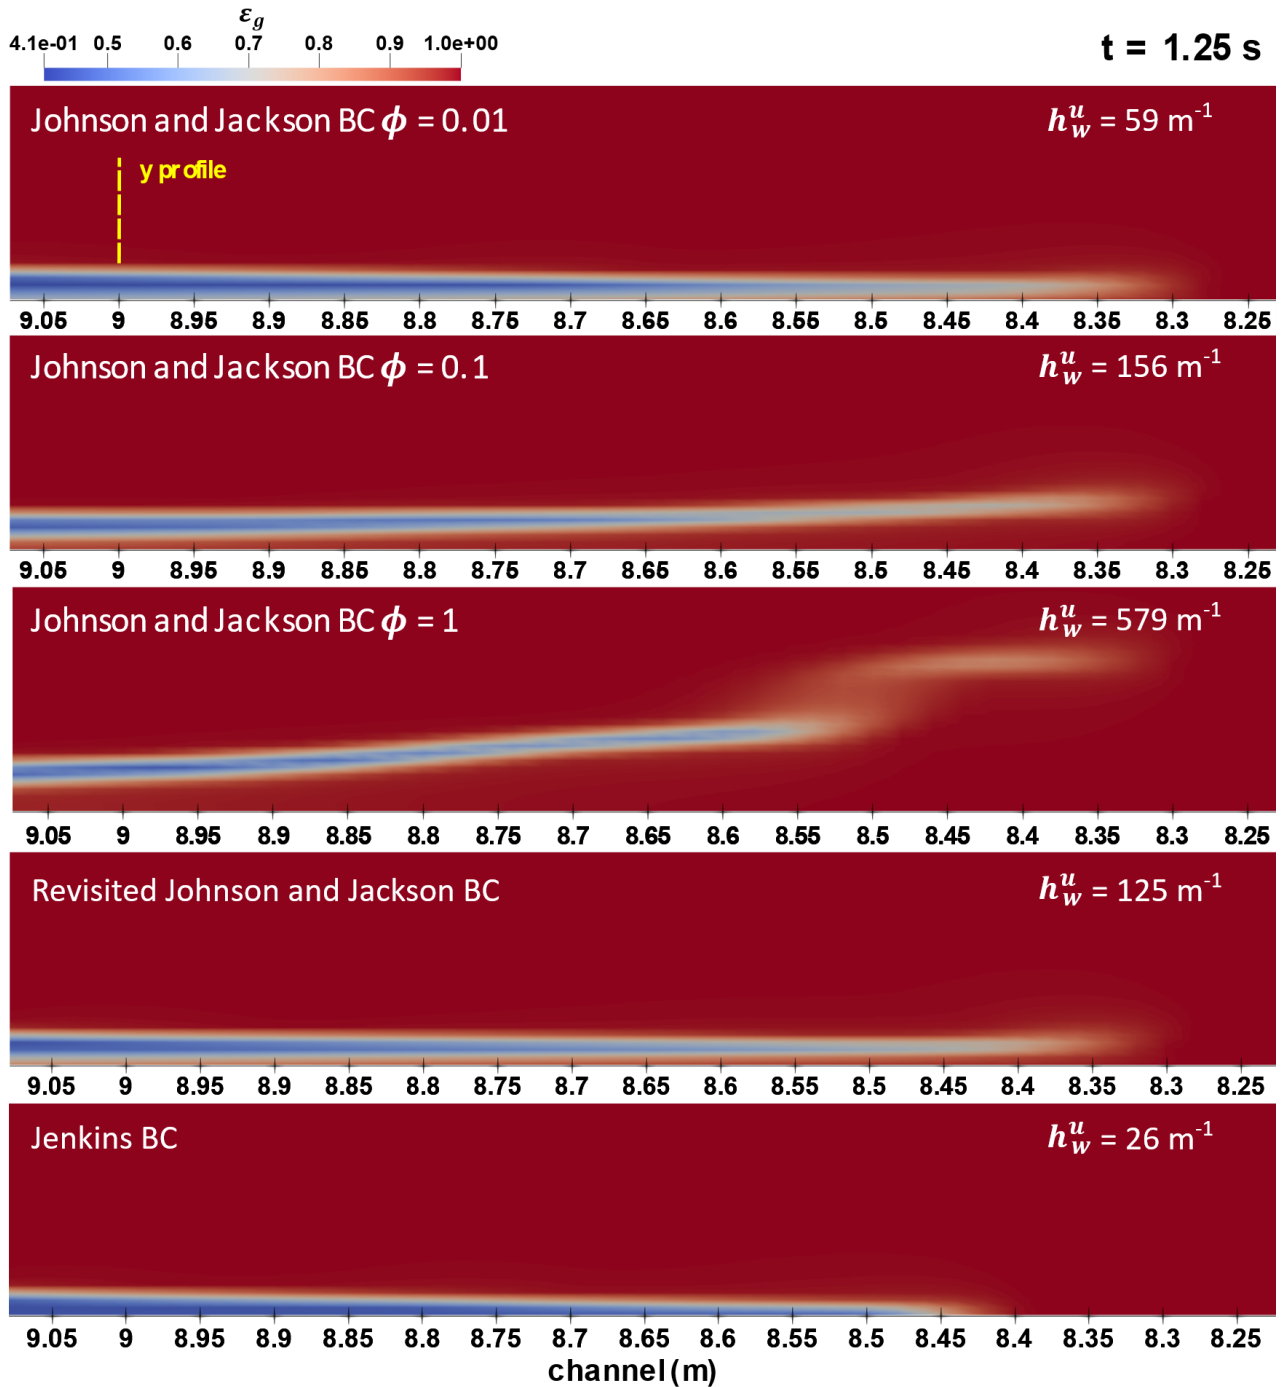 ε_g
4.1e-01 0.5 0.6 0.7 0.8 0.9 1.0e+00
t = 1.25 s
Johnson and Jackson BC ϕ = 0.01
h_w^u = 59 m⁻¹
y profile
9.05 9 8.95 8.9 8.85 8.8 8.75 8.7 8.65 8.6 8.55 8.5 8.45 8.4 8.35 8.3 8.25
Johnson and Jackson BC ϕ = 0.1
h_w^u = 156 m⁻¹
9.05 9 8.95 8.9 8.85 8.8 8.75 8.7 8.65 8.6 8.55 8.5 8.45 8.4 8.35 8.3 8.25
Johnson and Jackson BC ϕ = 1
h_w^u = 579 m⁻¹
9.05 9 8.95 8.9 8.85 8.8 8.75 8.7 8.65 8.6 8.55 8.5 8.45 8.4 8.35 8.3 8.25
Revisited Johnson and Jackson BC
h_w^u = 125 m⁻¹
9.05 9 8.95 8.9 8.85 8.8 8.75 8.7 8.65 8.6 8.55 8.5 8.45 8.4 8.35 8.3 8.25
Jenkins BC
h_w^u = 26 m⁻¹
9.05 9 8.95 8.9 8.85 8.8 8.75 8.7 8.65 8.6 8.55 8.5 8.45 8.4 8.35 8.3 8.25
channel (m)